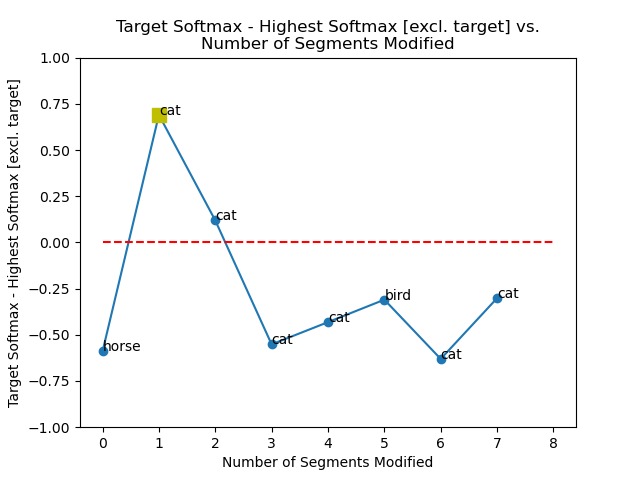 Target Softmax - Highest Softmax [excl. target] vs.
Number of Segments Modified
Target Softmax - Highest Softmax [excl. target]
1.00
0.75
0.50
0.25
0.00
−0.25
−0.50
−0.75
−1.00
horse
cat
cat
cat
cat
bird
cat
cat
0 1 2 3 4 5 6 7 8
Number of Segments Modified